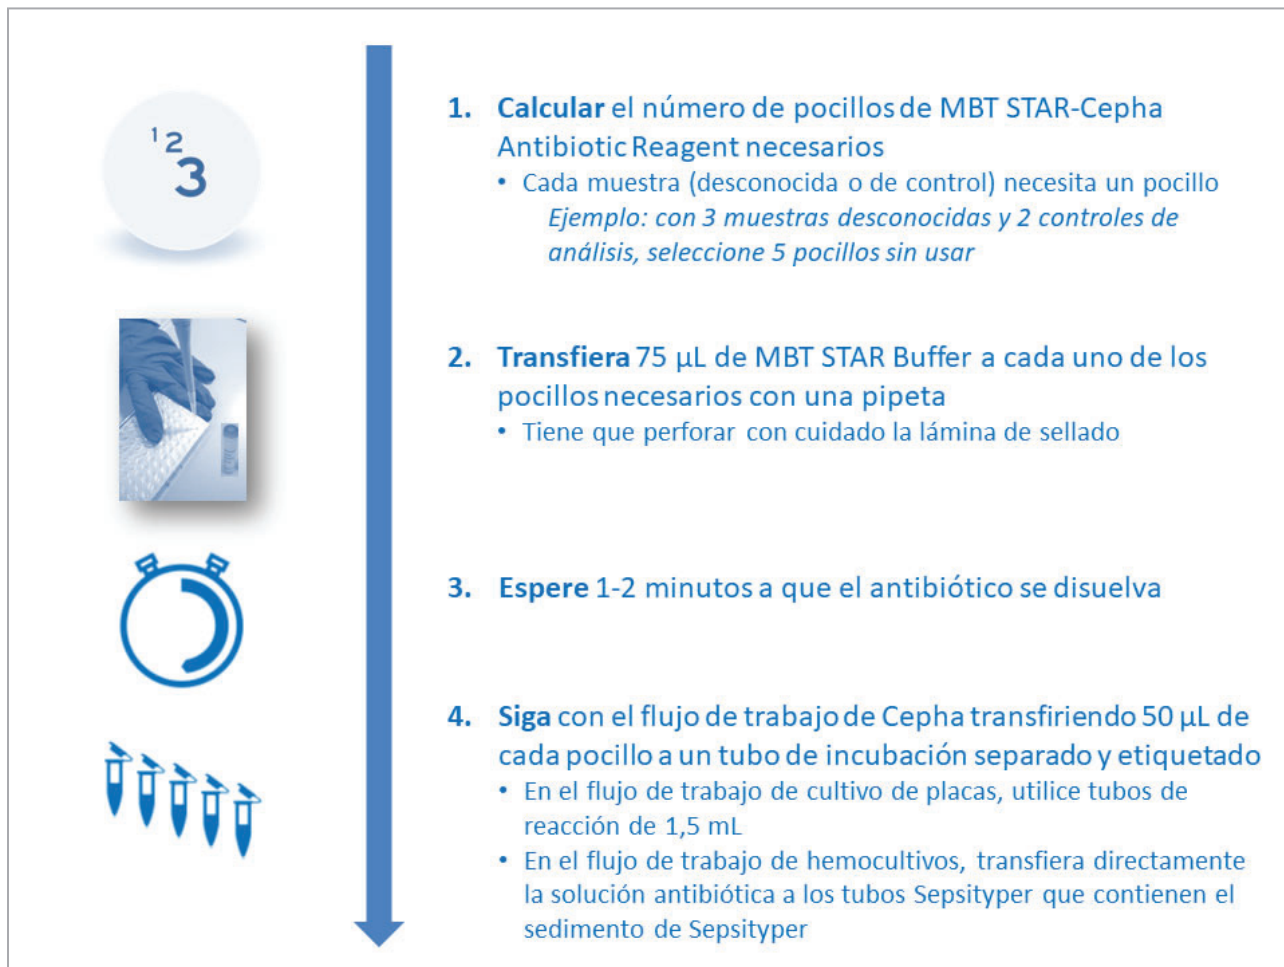 1 2 3
1. Calcular el número de pocillos de MBT STAR-Cepha
Antibiotic Reagent necesarios
• Cada muestra (desconocida o de control) necesita un pocillo
Ejemplo: con 3 muestras desconocidas y 2 controles de
análisis, seleccione 5 pocillos sin usar
2. Transfiera 75 µL de MBT STAR Buffer a cada uno de los
pocillos necesarios con una pipeta
• Tiene que perforar con cuidado la lámina de sellado
3. Espere 1-2 minutos a que el antibiótico se disuelva
4. Siga con el flujo de trabajo de Cepha transfiriendo 50 µL de
cada pocillo a un tubo de incubación separado y etiquetado
• En el flujo de trabajo de cultivo de placas, utilice tubos de
reacción de 1,5 mL
• En el flujo de trabajo de hemocultivos, transfiera directamente
la solución antibiótica a los tubos Sepsityper que contienen el
sedimento de Sepsityper